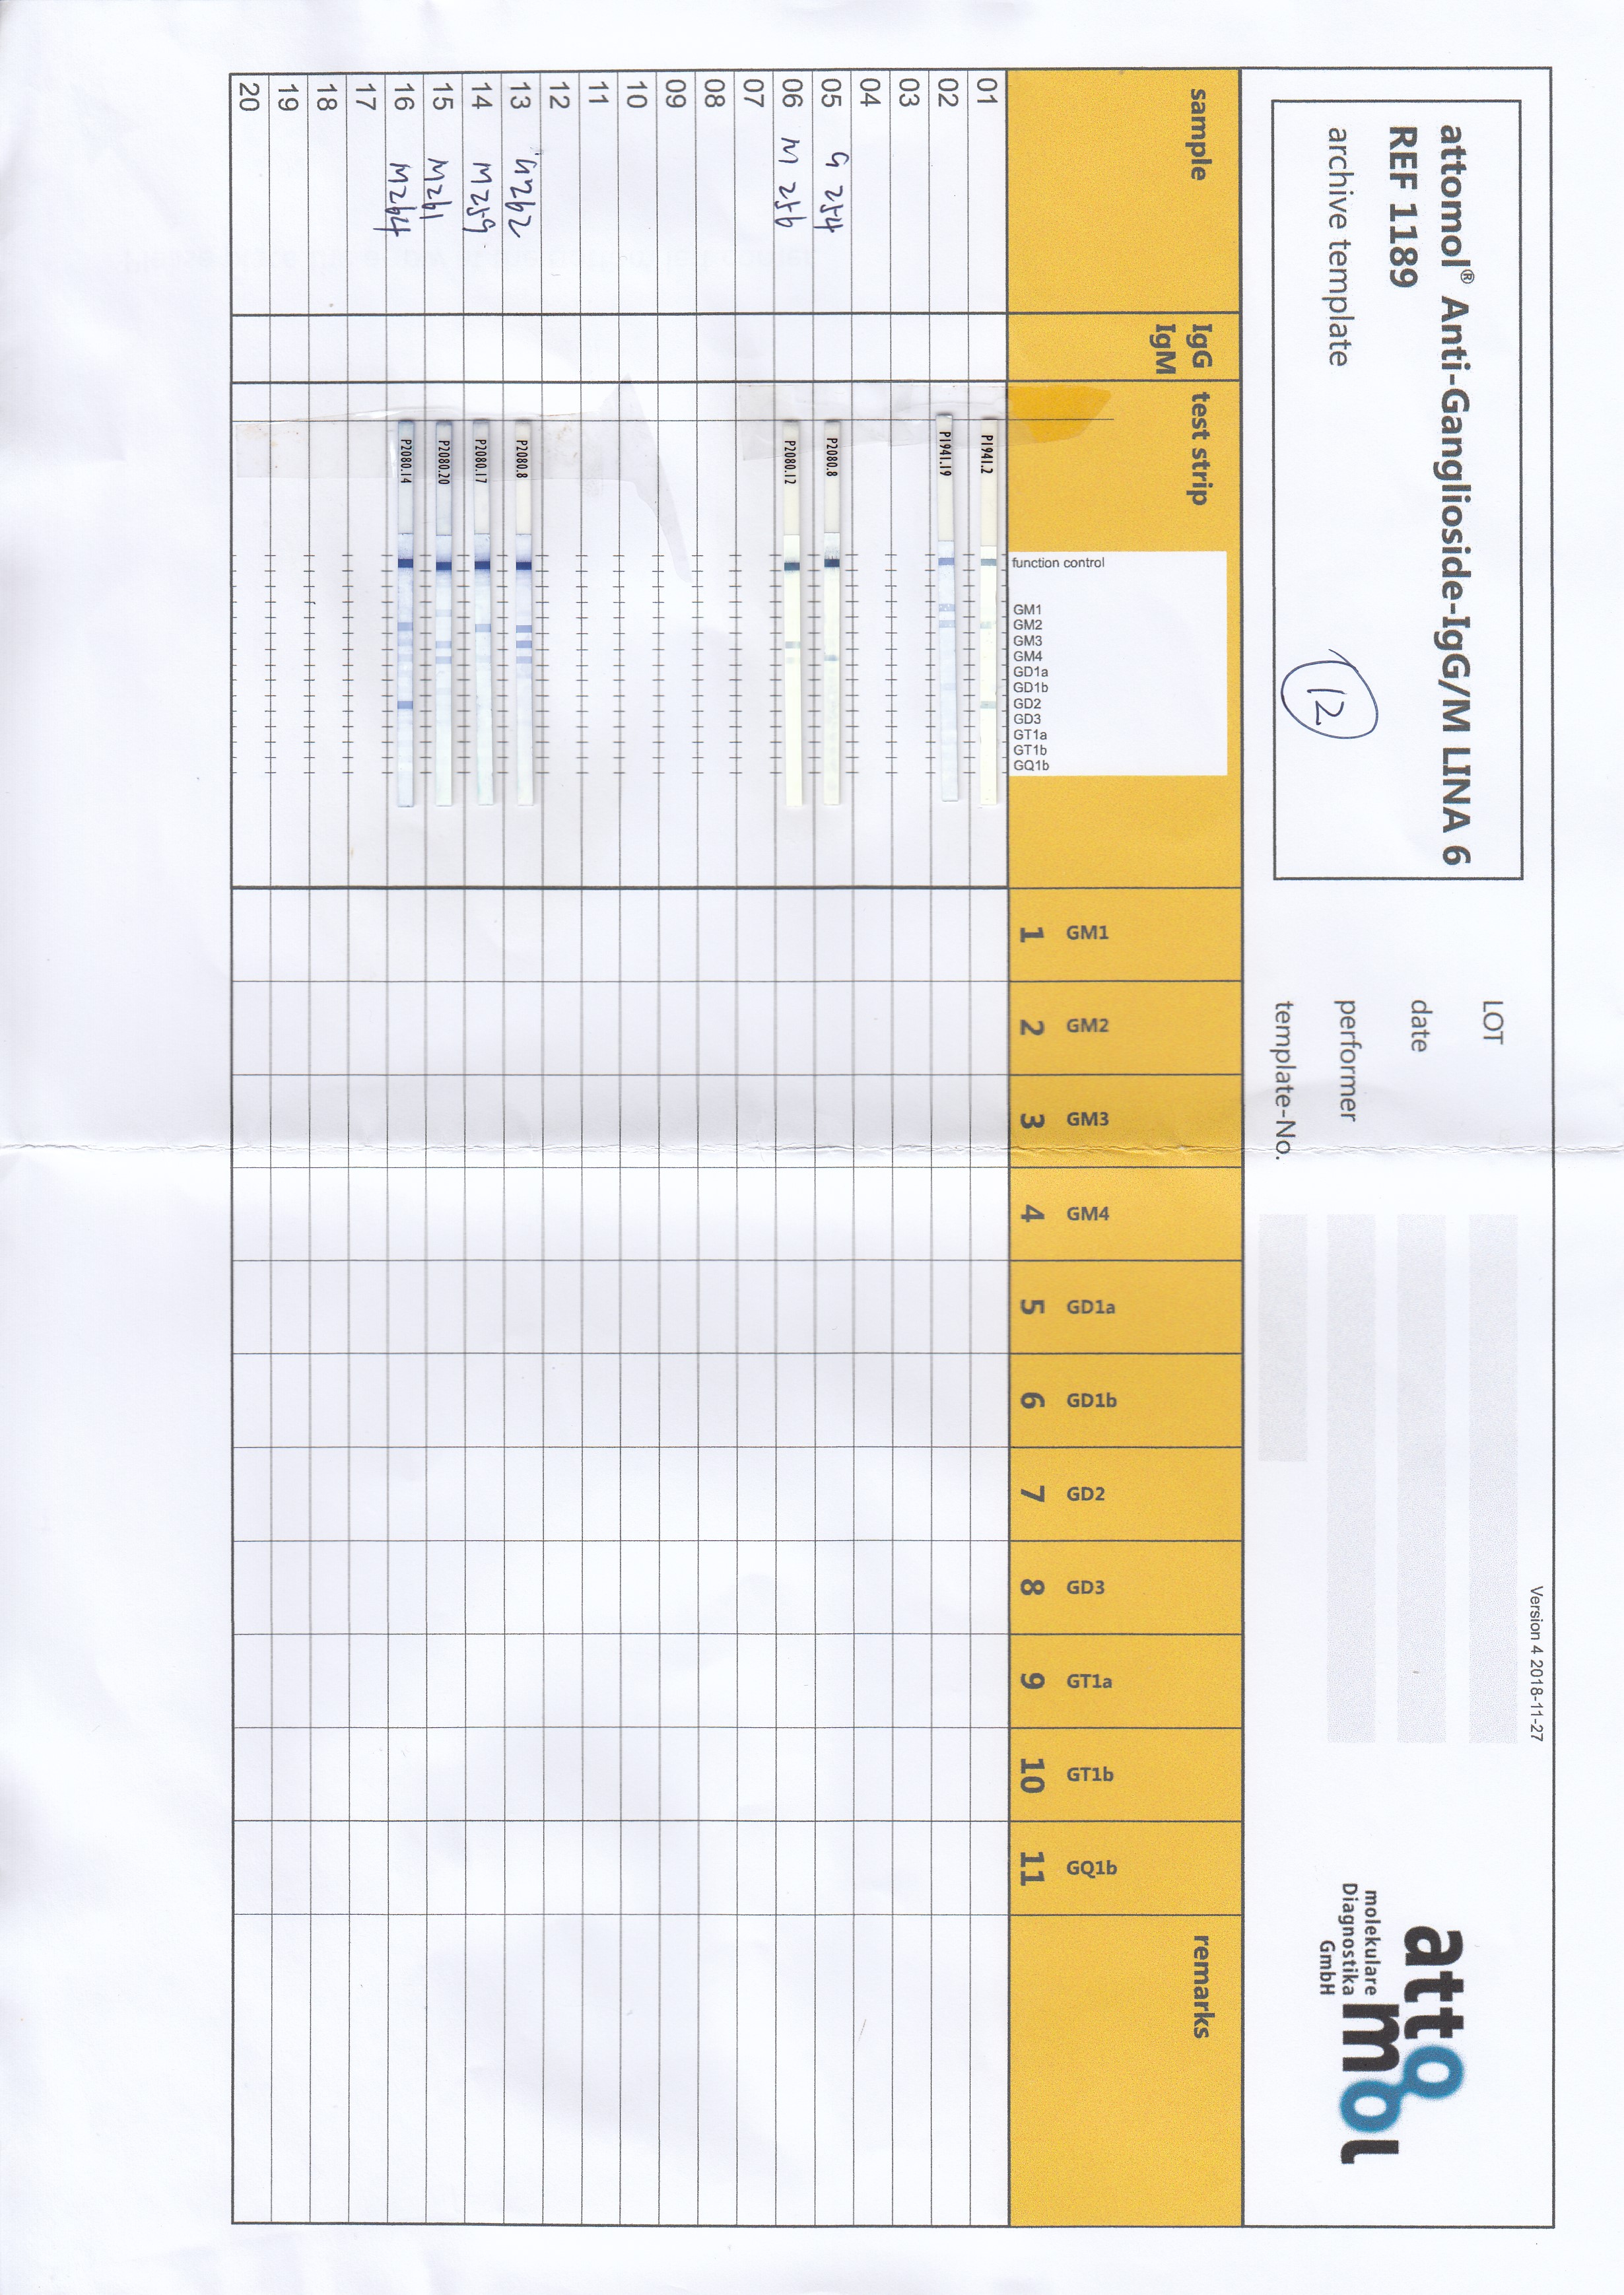 Version 4 2018-11-27
attomol® Anti-Ganglioside-IgG/M LINA 6
REF 1189
archive template
12
LOT
date
performer
template-No.
atto
mol
molekulare
Diagnostika
GmbH
sample
IgG
IgM
test strip
function control
GM1
GM2
GM3
GM4
GD1a
GD1b
GD2
GD3
GT1a
GT1b
GQ1b
GM1
GM2
GM3
GM4
GD1a
GD1b
GD2
GD3
GT1a
GT1b
GQ1b
1 2 3 4 5 6 7 8 9 10 11
remarks
01 P1941.2
02 P1941.19
03
04
05 G 254 P2080.8
06 M 256 P2080.12
07
08
09
10
11
12
13 G262 P2080.8
14 M259 P2080.17
15 M261 P2080.20
16 M264 P2080.14
17
18
19
20